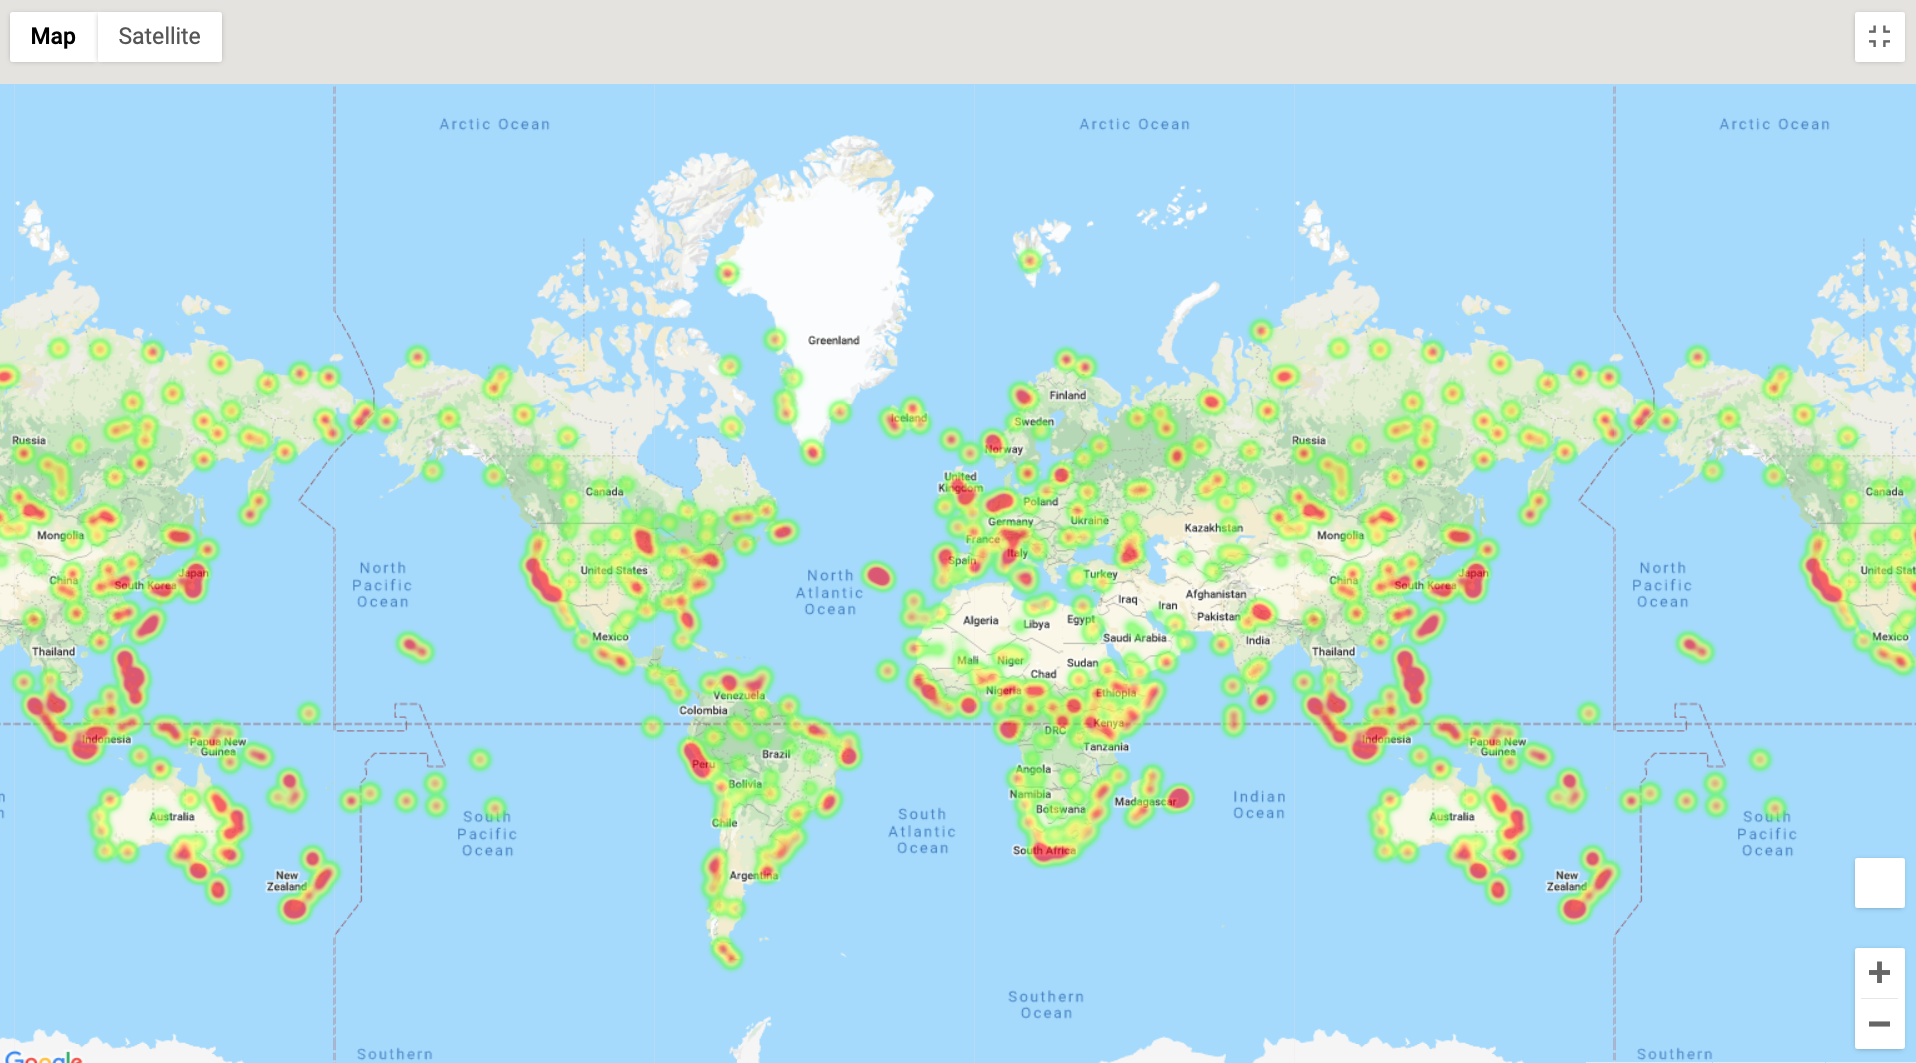 Map
Satellite
Arctic Ocean
Arctic Ocean
Arctic Ocean
Greenland
Iceland
Finland
Sweden
Norway
Russia
Russia
Canada
Canada
United
Kingdom
Poland
Germany
Ukraine
France
Kazakhstan
Mongolia
Mongolia
Italy
Spain
Turkey
United States
United Stat
China
China
South Korea
South Korea
Japan
Japan
North
Pacific
Ocean
North
Atlantic
Ocean
North
Pacific
Ocean
Afghanistan
Iraq
Iran
Pakistan
Algeria
Libya
Egypt
Saudi Arabia
India
Mexico
Mexico
Thailand
Thailand
Mali
Niger
Sudan
Chad
Nigeria
Ethiopia
Venezuela
Colombia
DRC
Kenya
Tanzania
Indonesia
Indonesia
Papua New
Guinea
Papua New
Guinea
Brazil
Peru
Bolivia
Angola
Namibia
Botswana
Madagascar
Indian
Ocean
Australia
Australia
Chile
South
Pacific
Ocean
South
Atlantic
Ocean
South
Pacific
Ocean
South Africa
Argentina
New
Zealand
New
Zealand
Southern
Ocean
Southern
Southern
Google